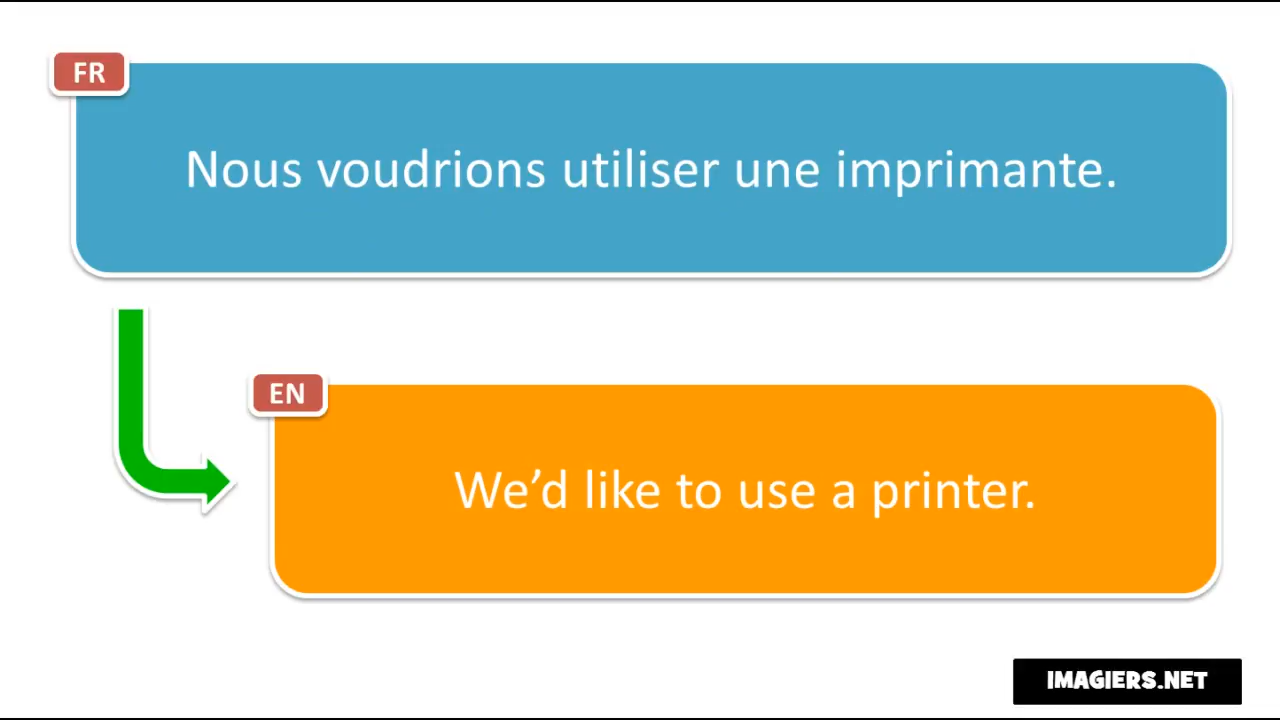 FR
Nous voudrions utiliser une imprimante.
EN
We’d like to use a printer.
IMAGIERS.NET